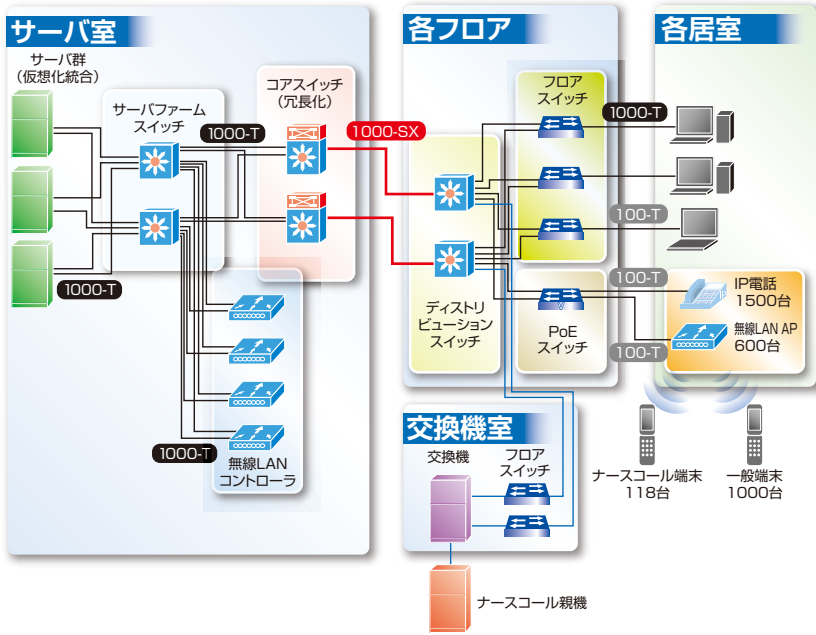 サーバ室
サーバ群
（仮想化統合）
サーバファーム
スイッチ
コアスイッチ
（冗長化）
1000-T
1000-SX
1000-T
1000-T
無線LAN
コントローラ
各フロア
フロア
スイッチ
ディストリ
ビューション
スイッチ
PoE
スイッチ
各居室
1000-T
100-T
100-T
IP電話
1500台
無線LAN AP
600台
100-T
ナースコール端末
118台
一般端末
1000台
交換機室
交換機
フロア
スイッチ
ナースコール親機